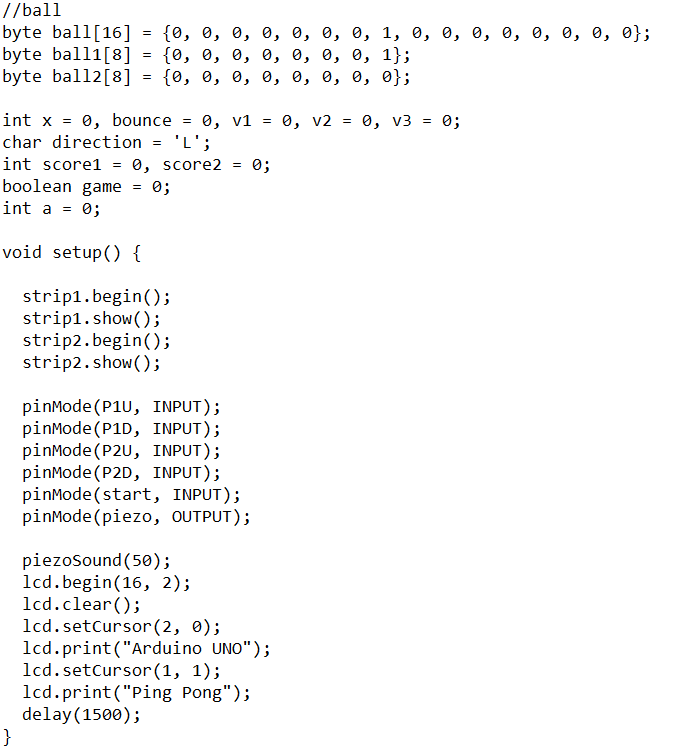 //ball
byte ball[16] = {0, 0, 0, 0, 0, 0, 0, 1, 0, 0, 0, 0, 0, 0, 0, 0};
byte ball1[8] = {0, 0, 0, 0, 0, 0, 0, 1};
byte ball2[8] = {0, 0, 0, 0, 0, 0, 0, 0};

int x = 0, bounce = 0, v1 = 0, v2 = 0, v3 = 0;
char direction = 'L';
int score1 = 0, score2 = 0;
boolean game = 0;
int a = 0;

void setup() {

  strip1.begin();
  strip1.show();
  strip2.begin();
  strip2.show();

  pinMode(P1U, INPUT);
  pinMode(P1D, INPUT);
  pinMode(P2U, INPUT);
  pinMode(P2D, INPUT);
  pinMode(start, INPUT);
  pinMode(piezo, OUTPUT);

  piezoSound(50);
  lcd.begin(16, 2);
  lcd.clear();
  lcd.setCursor(2, 0);
  lcd.print("Arduino UNO");
  lcd.setCursor(1, 1);
  lcd.print("Ping Pong");
  delay(1500);
}